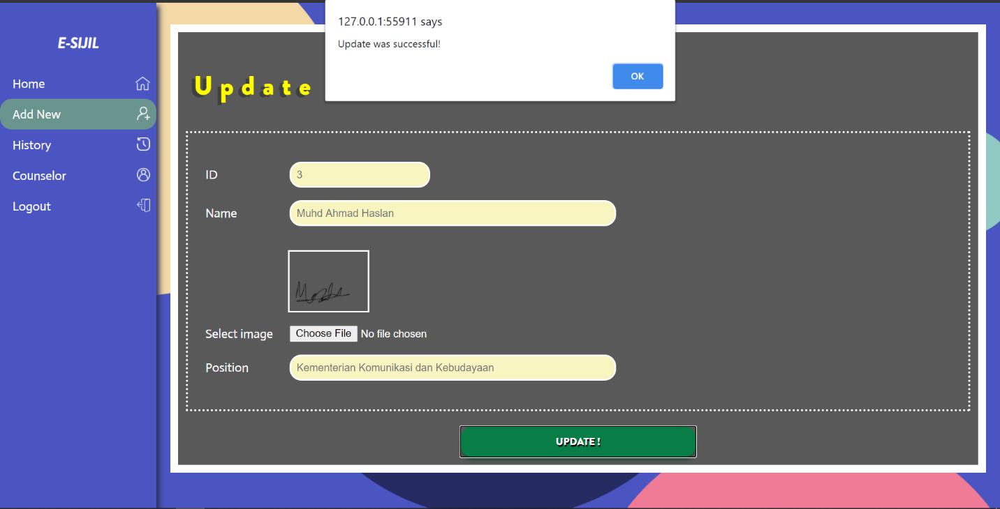 127.0.0.1:55911 says
Update was successful!
OK
E-SIJIL
Home
Add New
History
Counselor
Logout
Update
ID
3
Name
Muhd Ahmad Haslan
Select image
Choose File No file chosen
Position
Kementerian Komunikasi dan Kebudayaan
UPDATE !